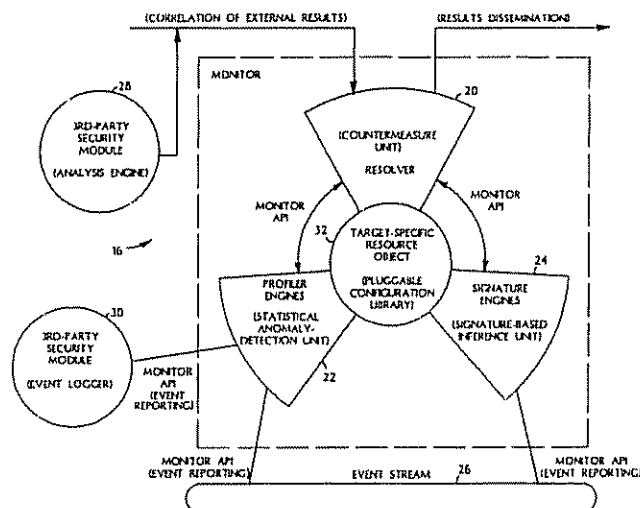 (CORRELATION OF EXTERNAL RESULTS)
(RESULTS DISSEMINATION)
MONITOR
28
3RD-PARTY
SECURITY
MODULE
(ANALYSIS ENGINE)
20
(COUNTERMEASURE
UNIT)
RESOLVER
MONITOR
API
MONITOR
API
16
32
TARGET-SPECIFIC
RESOURCE
OBJECT
(PLUGGABLE
CONFIGURATION
LIBRARY)
24
PROFILER
ENGINES
(STATISTICAL
ANOMALY-
DETECTION UNIT)
22
SIGNATURE
ENGINES
(SIGNATURE-BASED
INFERENCE UNIT)
30
3RD-PARTY
SECURITY
MODULE
(EVENT LOGGER)
MONITOR
API
(EVENT
REPORTING)
MONITOR API
(EVENT REPORTING)
EVENT STREAM
26
MONITOR API
(EVENT REPORTING)